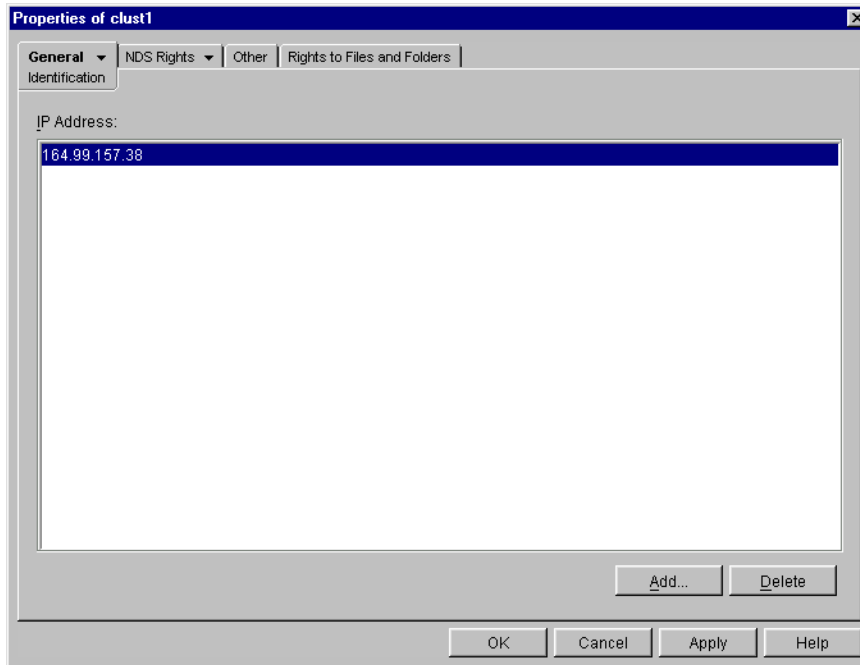 Properties of clust1
General NDS Rights Other Rights to Files and Folders
Identification
IP Address:
164.99.157.38
Add... Delete
OK Cancel Apply Help